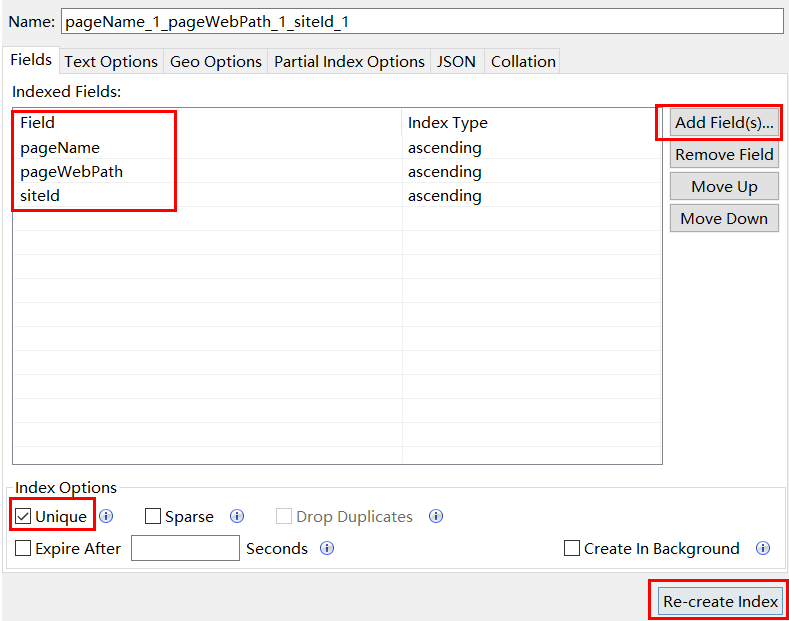 Name: pageName_1_pageWebPath_1_siteId_1
Fields Text Options Geo Options Partial Index Options JSON Collation
Indexed Fields:
Field Index Type Add Field(s)...
pageName ascending Remove Field
pageWebPath ascending Move Up
siteId ascending Move Down
Index Options
Unique Sparse Drop Duplicates
Expire After Seconds Create In Background
Re-create Index